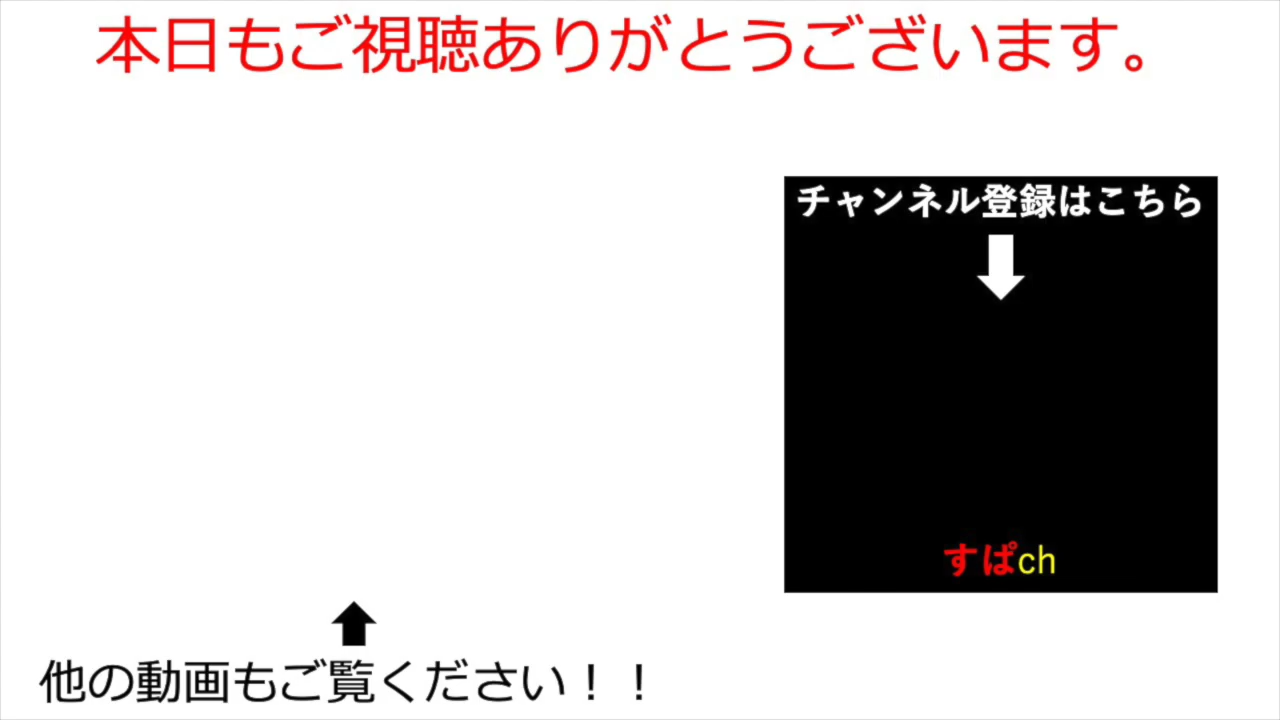 本日もご視聴ありがとうございます。
チャンネル登録はこちら
すぱch
他の動画もご覧ください！！